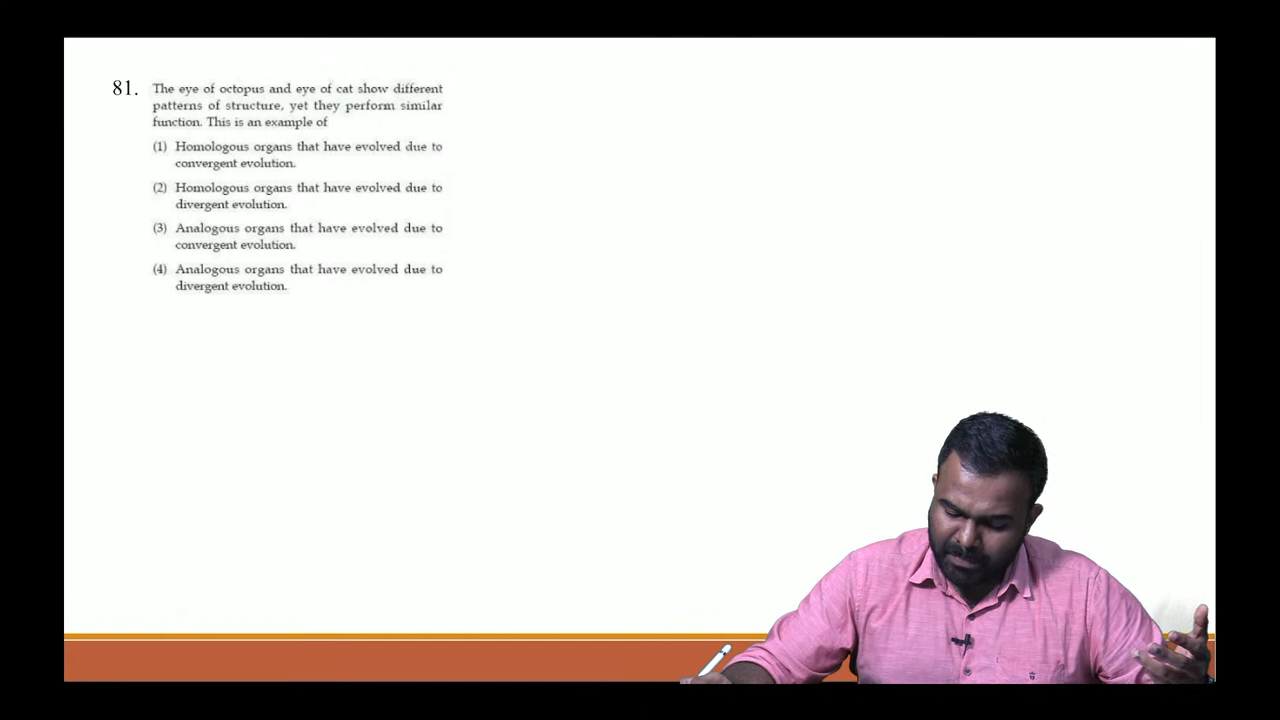 81. The eye of octopus and eye of cat show different
patterns of structure, yet they perform similar
function. This is an example of
(1) Homologous organs that have evolved due to
convergent evolution.
(2) Homologous organs that have evolved due to
divergent evolution.
(3) Analogous organs that have evolved due to
convergent evolution.
(4) Analogous organs that have evolved due to
divergent evolution.